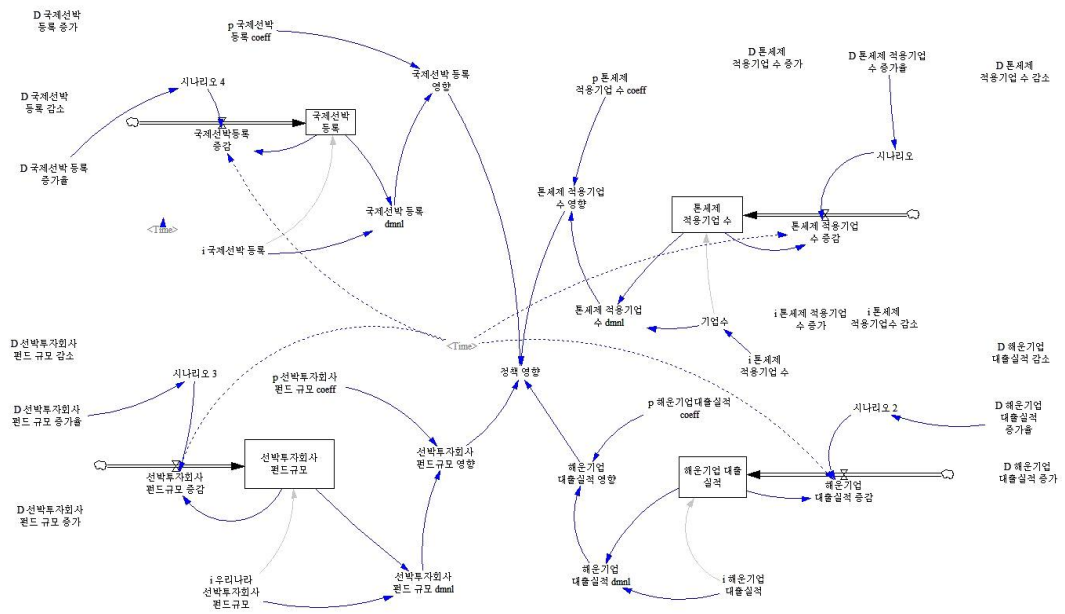 D 국제선박
등록 증가
p 국제선박
등록 coeff
국제선박 등록
영향
시나리오 4
D 국제선박
등록 감소
국제선박
등록
국제선박등록
증감
D 국제선박 등록
증가율
국제선박 등록
dmnl
<Time>
i 국제선박 등록
D 톤세제
적용기업 수 증가
D 톤세제 적용기업
수 증가율
D 톤세제
적용기업 수 감소
p 톤세제
적용기업 수 coeff
시나리오
톤세제 적용기업
수 영향
톤세제
적용기업 수
톤세제 적용기업
수 증감
톤세제 적용기업
수 dmnl
기업수
i 톤세제 적용기업
수 증가
i 톤세제
적용기업수 감소
i 톤세제
적용기업 수
<Time>
정책 영향
D 선박투자회사
펀드 규모 감소
시나리오 3
p 선박투자회사
펀드 규모 coeff
D 선박투자회사
펀드 규모 증가율
선박투자회사
펀드규모
선박투자회사
펀드규모 영향
선박투자회사
펀드규모 증감
D 선박투자회사
펀드 규모 증가
i 우리나라
선박투자회사
펀드규모
선박투자회사
펀드 규모 dmnl
D 해운기업
대출실적 감소
p 해운기업대출실적
coeff
시나리오 2
D 해운기업
대출실적
증가율
해운기업
대출실적 영향
해운기업 대출
실적
해운기업
대출실적 증감
D 해운기업
대출실적 증가
해운기업
대출실적 dmnl
i 해운기업
대출실적